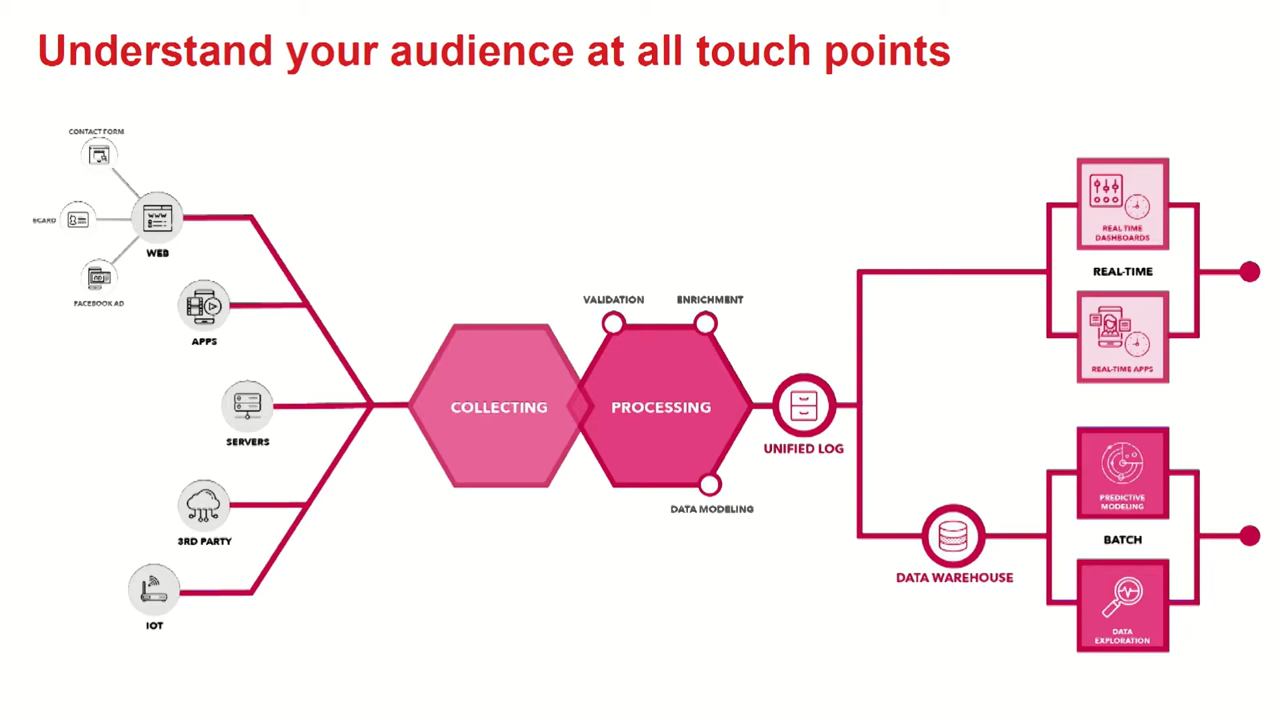 Understand your audience at all touch points
CONTACT FORM
ECARD
WWW
WEB
AD
FACEBOOK AD
APPS
SERVERS
3RD PARTY
IOT
COLLECTING
VALIDATION
ENRICHMENT
PROCESSING
DATA MODELING
UNIFIED LOG
DATA WAREHOUSE
REAL TIME
DASHBOARDS
REAL-TIME
REAL-TIME APPS
PREDICTIVE
MODELING
BATCH
DATA
EXPLORATION